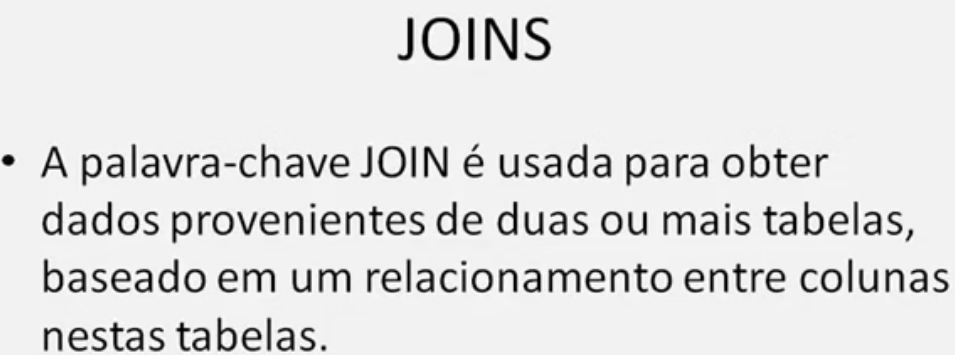 JOINS
• A palavra-chave JOIN é usada para obter
dados provenientes de duas ou mais tabelas,
baseado em um relacionamento entre colunas
nestas tabelas.